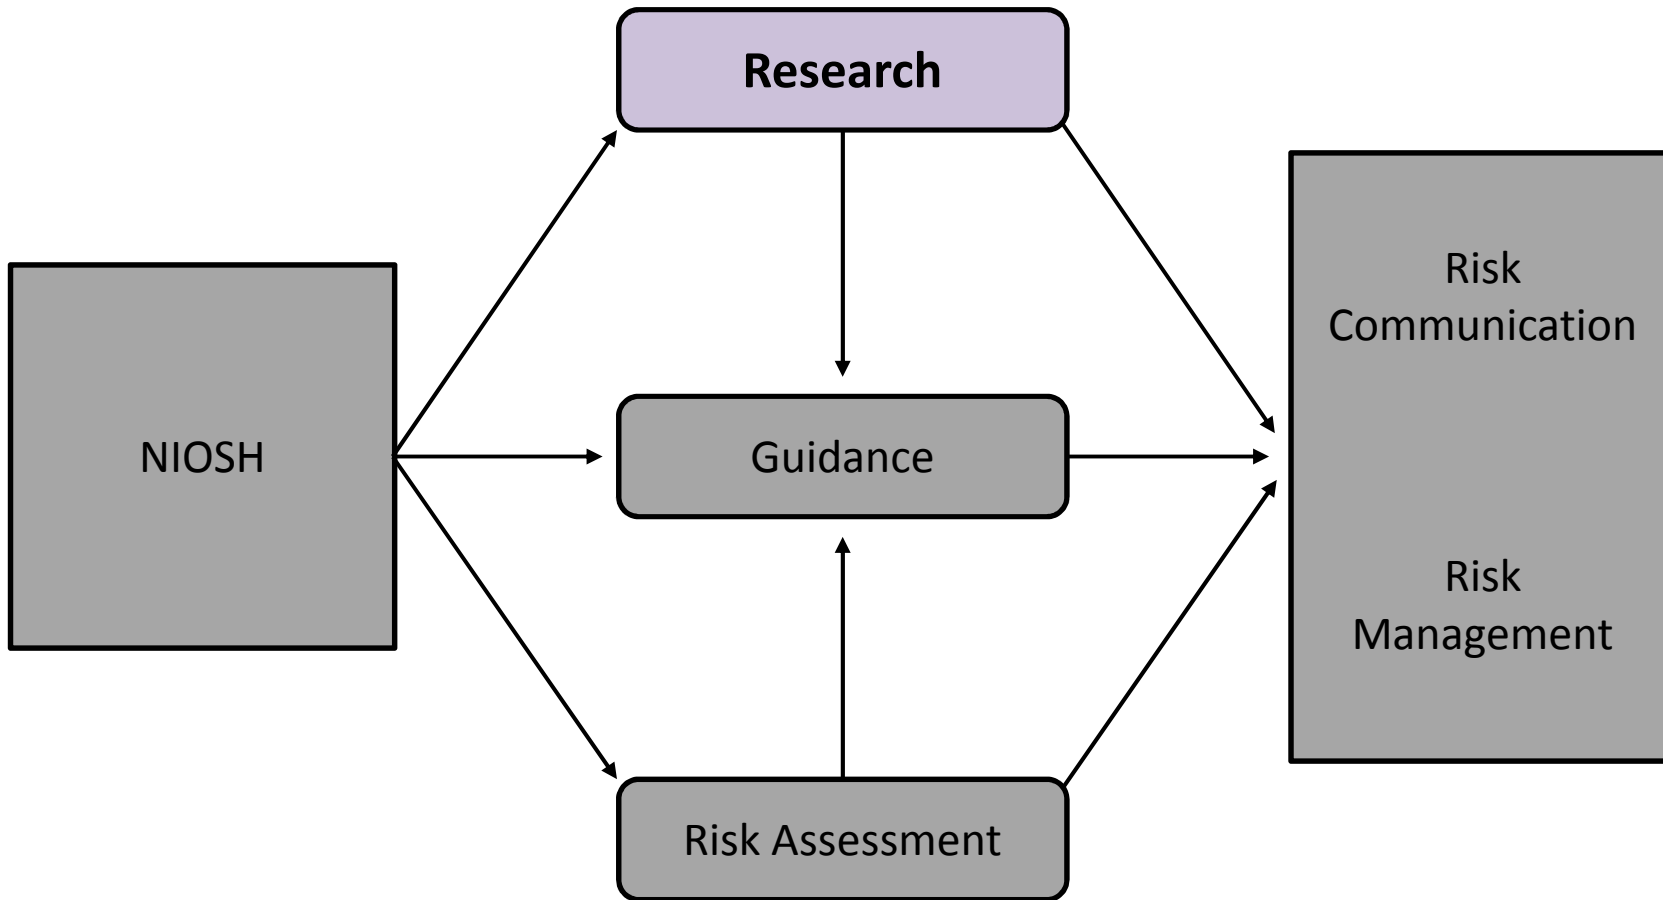 Research
NIOSH
Guidance
Risk Assessment
Risk
Communication
Risk
Management